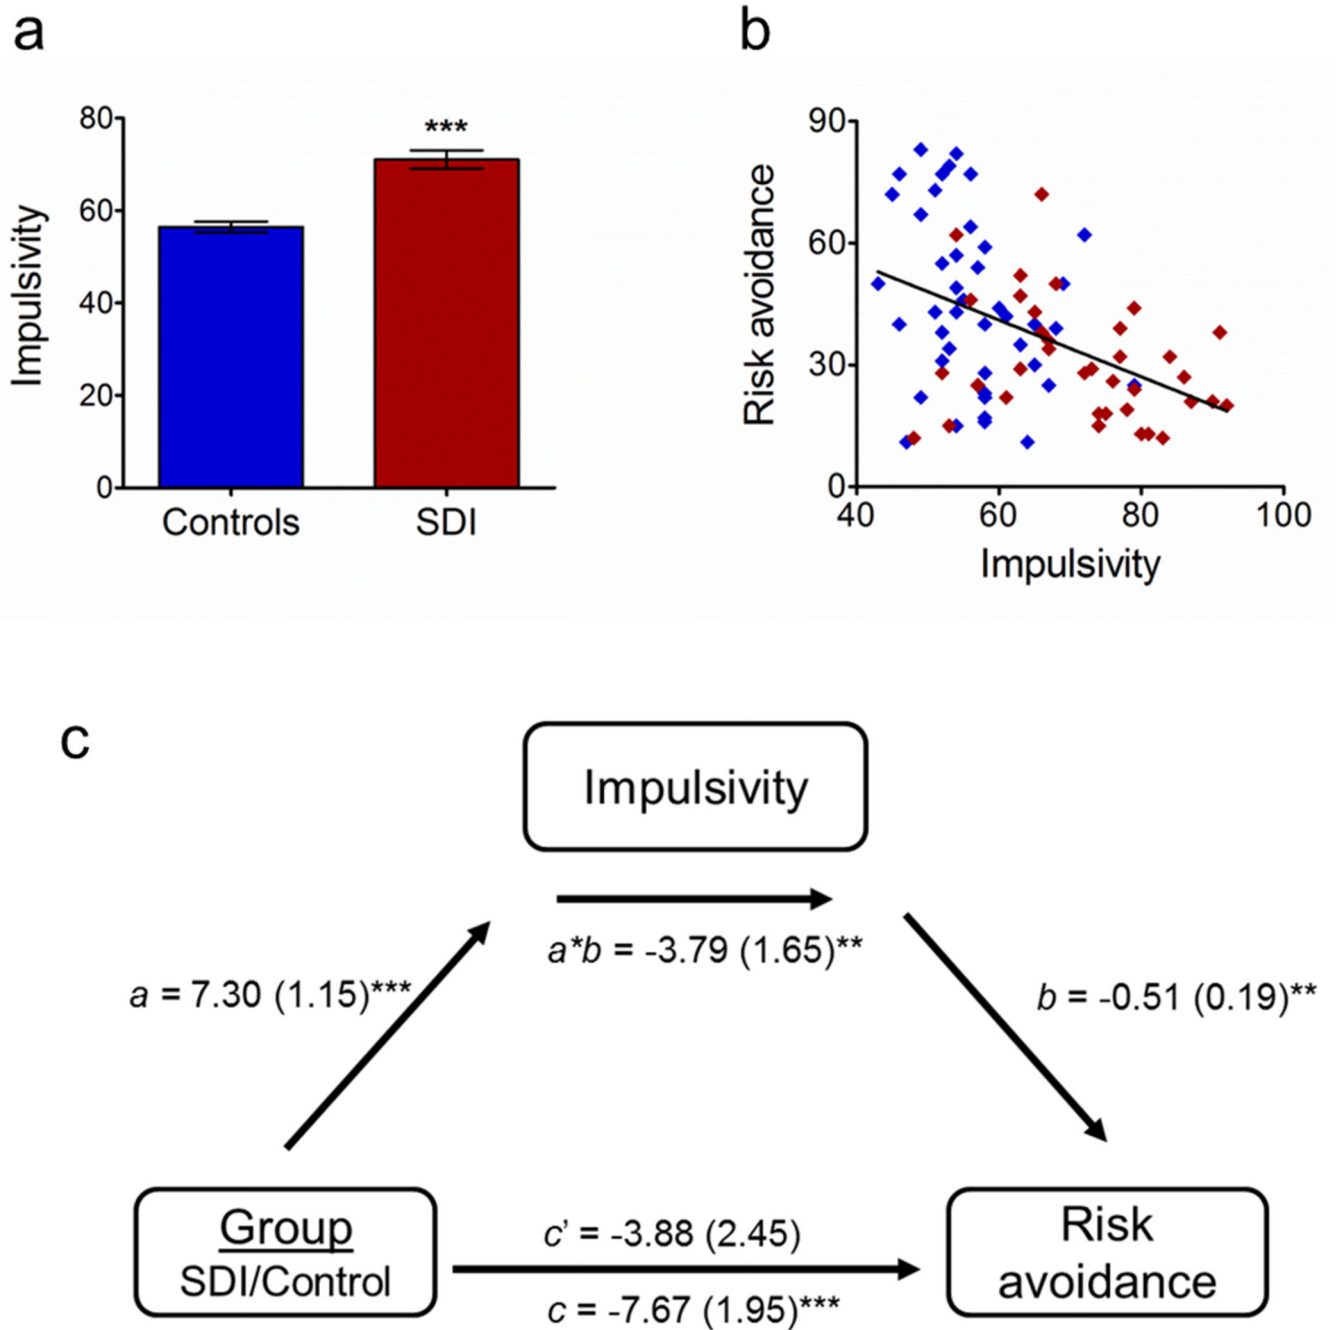 a
Impulsivity
80
60
40
20
0
***
Controls
SDI
b
Risk avoidance
90
60
30
0
40
60
80
100
Impulsivity
c
Impulsivity
a*b = -3.79 (1.65)**
a = 7.30 (1.15)***
b = -0.51 (0.19)**
Group
SDI/Control
c’ = -3.88 (2.45)
c = -7.67 (1.95)***
Risk
avoidance